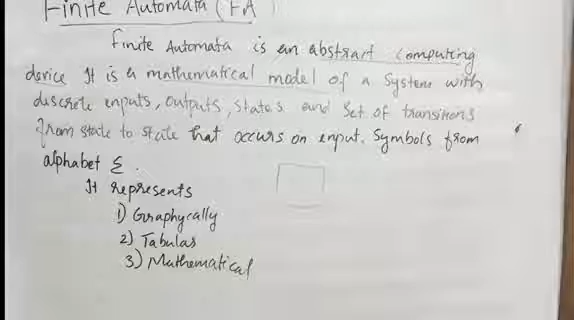 Finite Automata (FA)
Finite Automata is an abstract computing
device It is a mathematical model of a System with
discrete enputs, outputs, states and set of transitions
from state to state that occurs on enput. Symbols from
alphabet Σ.
It represents
1) Graphycally
2) Tabulas
3) Mathematical